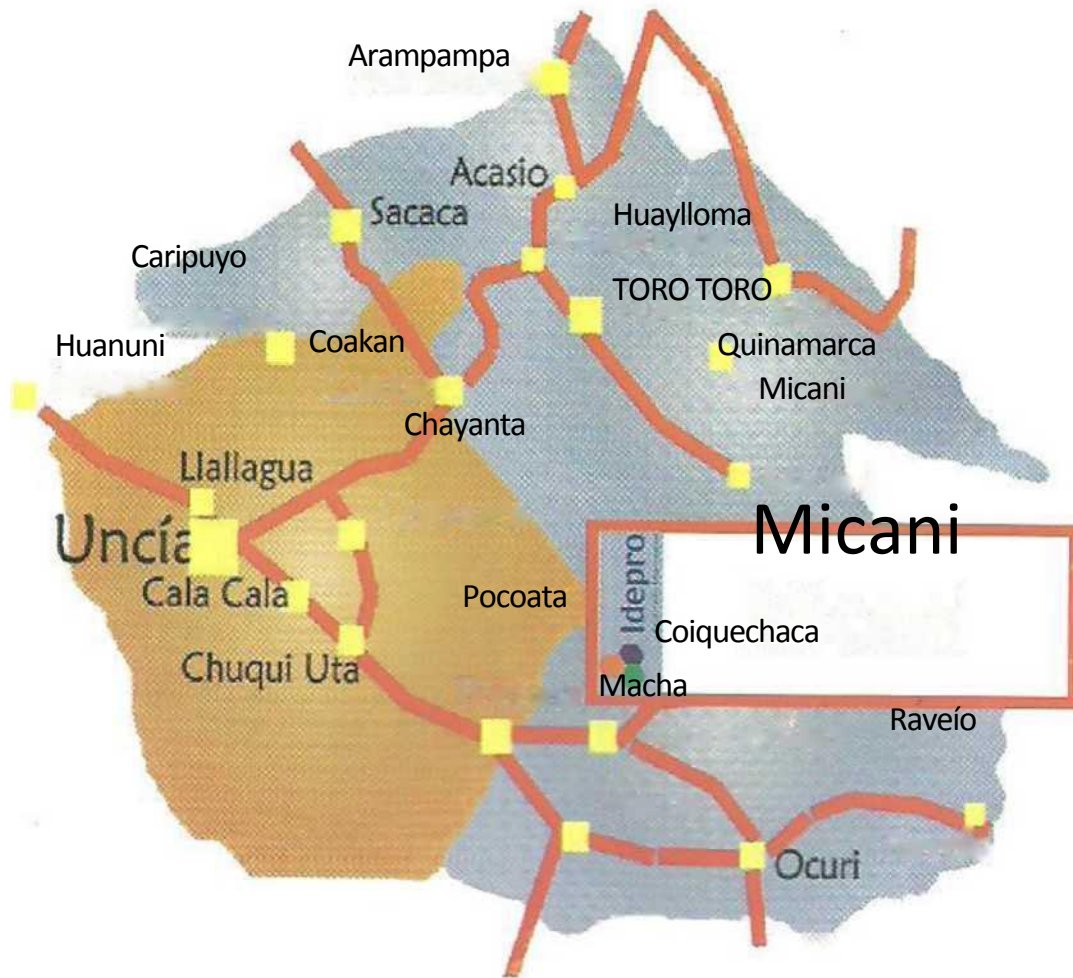 Arampampa
Acasio
Sacaca
Huaylloma
Caripuyo
TORO TORO
Huanuni
Coakan
Quinamarca
Micani
Chayanta
Llallagua
Micani
Uncía
Cala Cala
Pocoata
Idepro
Coiquechaca
Chuqui Uta
Macha
Raveío
Ocuri